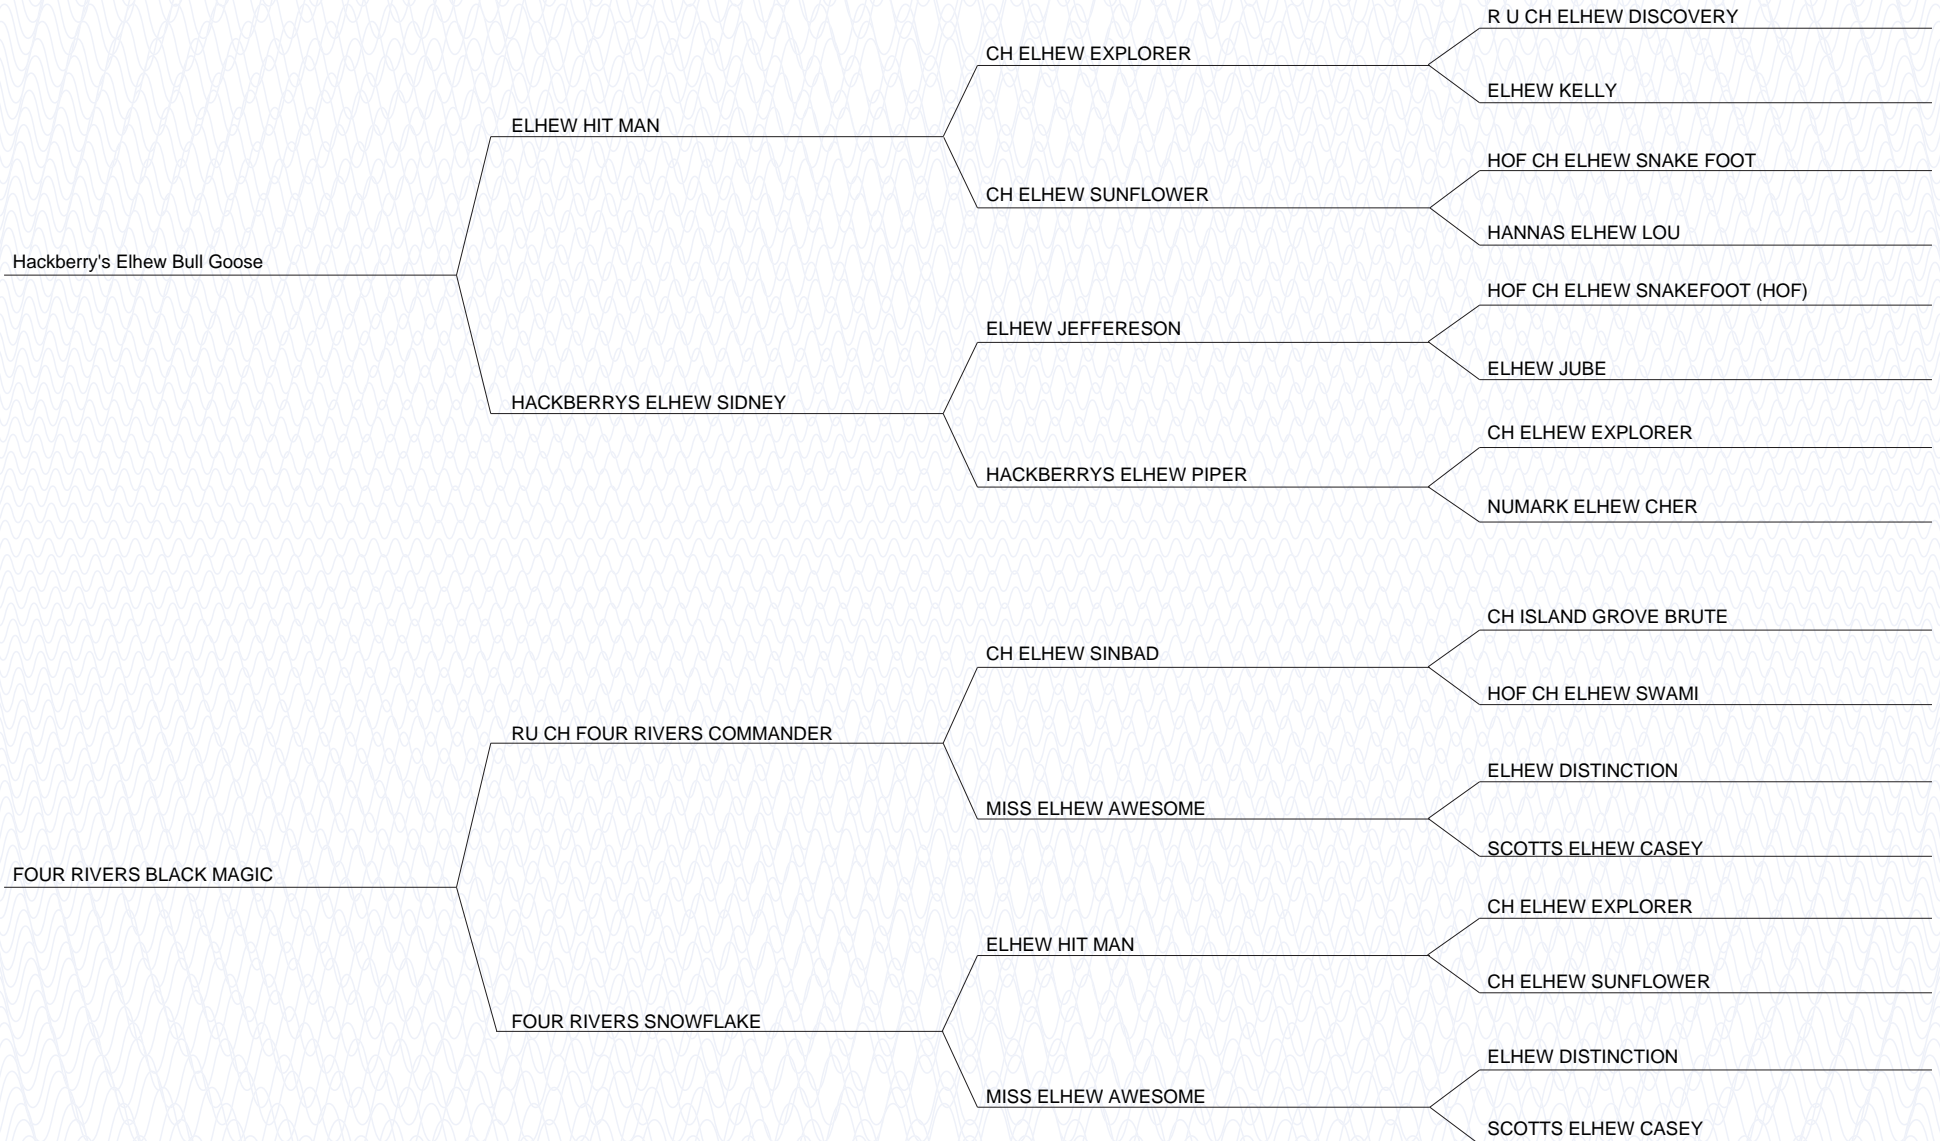 R U CH ELHEW DISCOVERY
CH ELHEW EXPLORER
ELHEW KELLY
ELHEW HIT MAN
HOF CH ELHEW SNAKE FOOT
CH ELHEW SUNFLOWER
HANNAS ELHEW LOU
Hackberry's Elhew Bull Goose
HOF CH ELHEW SNAKEFOOT (HOF)
ELHEW JEFFERESON
ELHEW JUBE
HACKBERRYS ELHEW SIDNEY
CH ELHEW EXPLORER
HACKBERRYS ELHEW PIPER
NUMARK ELHEW CHER
CH ISLAND GROVE BRUTE
CH ELHEW SINBAD
HOF CH ELHEW SWAMI
RU CH FOUR RIVERS COMMANDER
ELHEW DISTINCTION
MISS ELHEW AWESOME
SCOTTS ELHEW CASEY
FOUR RIVERS BLACK MAGIC
CH ELHEW EXPLORER
ELHEW HIT MAN
CH ELHEW SUNFLOWER
FOUR RIVERS SNOWFLAKE
ELHEW DISTINCTION
MISS ELHEW AWESOME
SCOTTS ELHEW CASEY